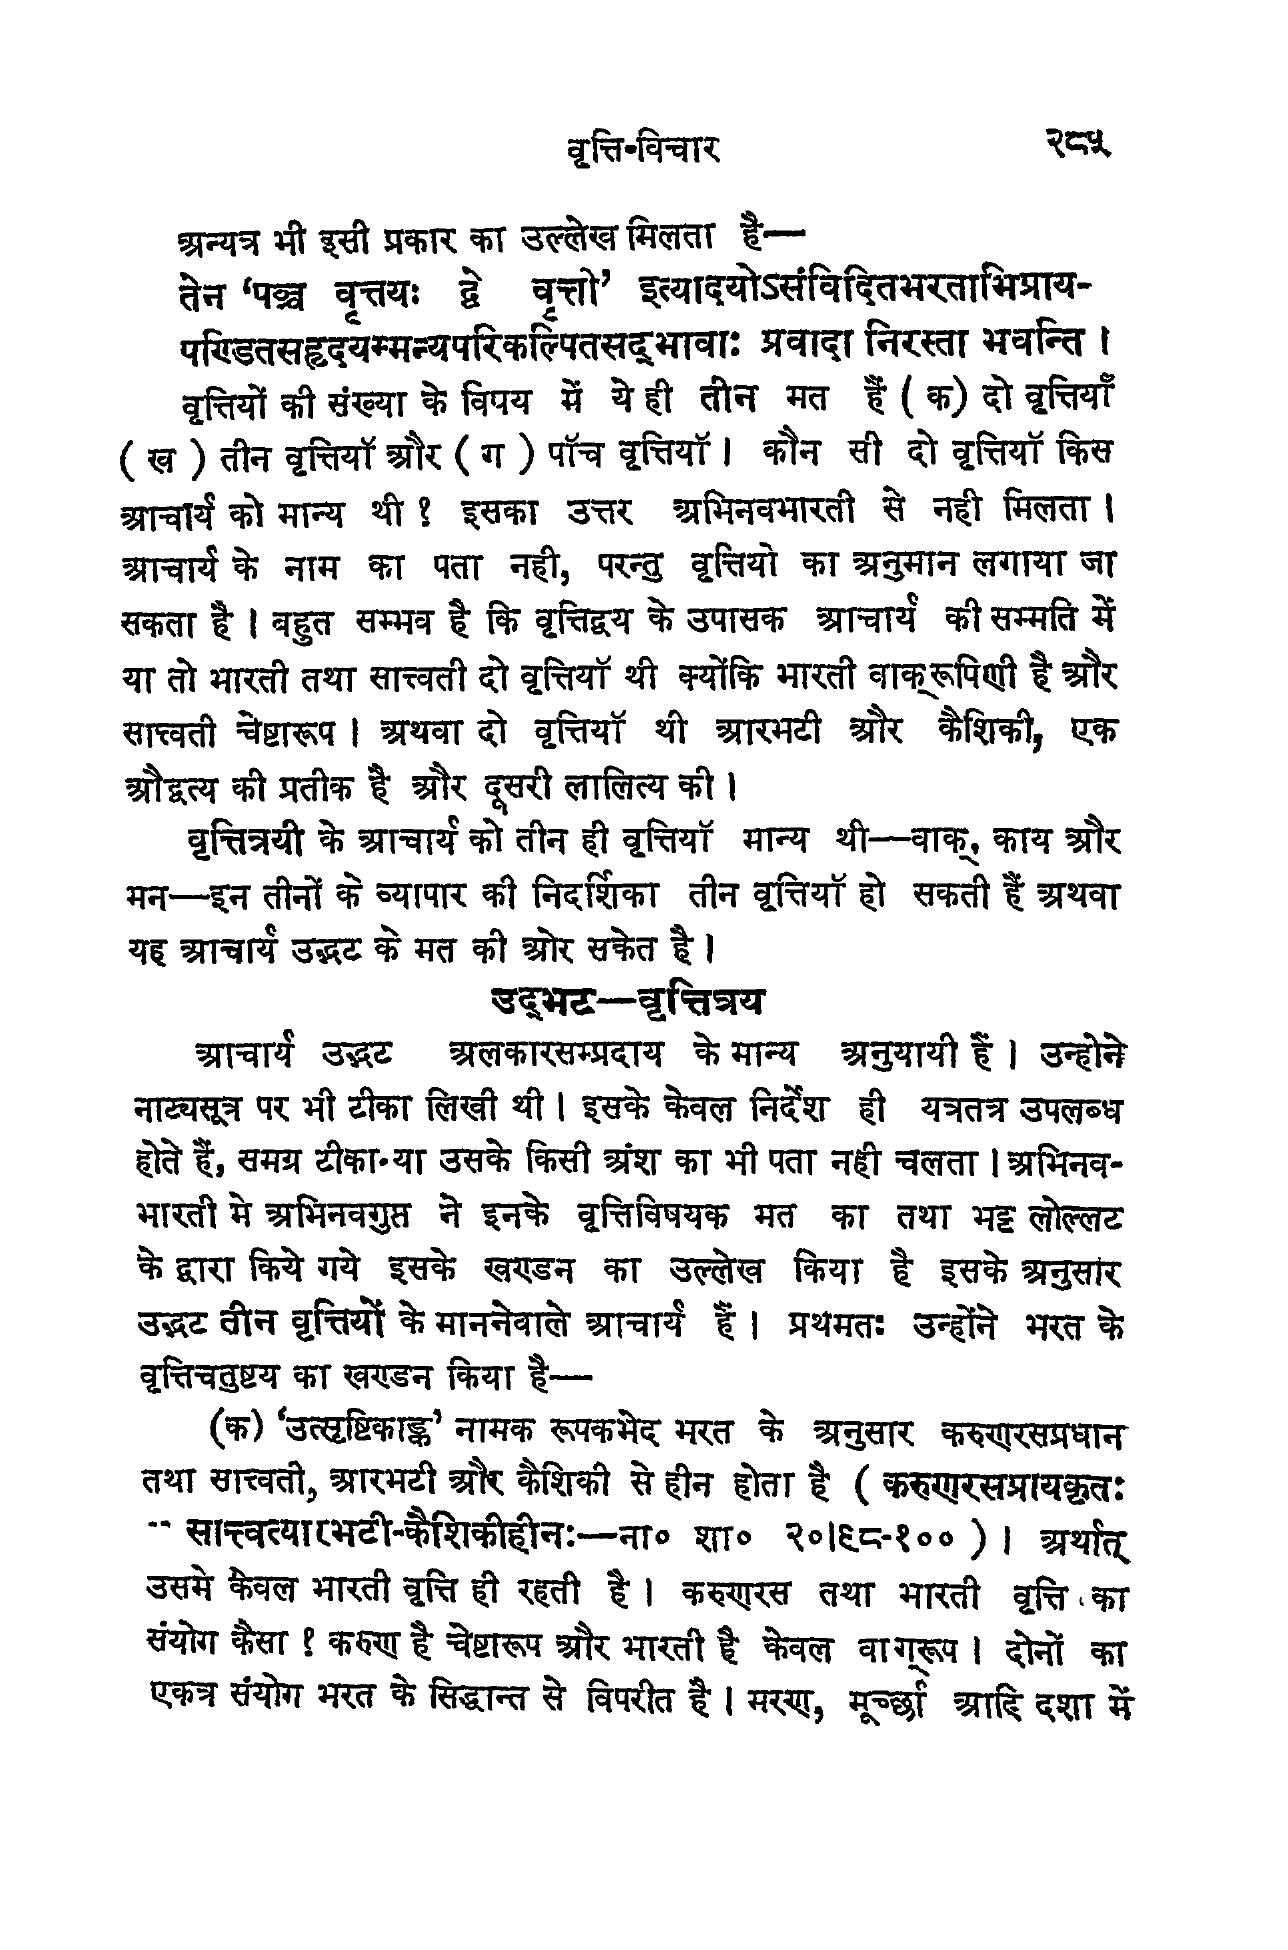 वृत्ति-विचार २८५
अन्यत्र भी इसी प्रकार का उल्लेख मिलता है—
तेन ‘पञ्च वृत्तयः द्वे वृत्तो’ इत्यादयोऽसंविदितभरताभिप्राय-
पण्डितसहृदयम्मन्यपरिकल्पितसद्‌भावाः प्रवादा निरस्ता भवन्ति ।
वृत्तियों की संख्या के विपय में ये ही तीन मत हैं ( क) दो वृत्तियाँ
( ख ) तीन वृत्तियॉ और ( ग ) पॉच वृत्तियॉ । कौन सी दो वृत्तियॉ किस
आचार्य को मान्य थी ? इसका उत्तर अभिनवभारती से नही मिलता ।
आचार्य के नाम का पता नही, परन्तु वृत्तियो का अनुमान लगाया जा
सकता है । बहुत सम्भव है कि वृत्तिद्वय के उपासक आचार्य की सम्मति में
या तो भारती तथा सात्त्वती दो वृत्तियॉ थी क्योंकि भारती वाक्‌रूपिणी है और
सात्त्वती चेष्टारूप । अथवा दो वृत्तियॉ थी आरभटी और कैशिकी, एक
औद्वत्य की प्रतीक है और दूसरी लालित्य की ।
वृत्तित्रयी के आचार्य को तीन ही वृत्तियॉ मान्य थी—वाक्, काय और
मन—इन तीनों के व्यापार की निदर्शिका तीन वृत्तियॉ हो सकती हैं अथवा
यह आचार्य उद्भट के मत की ओर सकेत है ।
उद्‌भट—वृत्तित्रय
आचार्य उद्भट अलकारसम्प्रदाय के मान्य अनुयायी हैं । उन्होने
नाट्यसूत्र पर भी टीका लिखी थी । इसके केवल निर्देश ही यत्रतत्र उपलब्ध
होते हैं, समग्र टीका-या उसके किसी अंश का भी पता नही चलता । अभिनव-
भारती मे अभिनवगुप्त ने इनके वृत्तिविषयक मत का तथा भट्ट लोल्लट
के द्वारा किये गये इसके खण्डन का उल्लेख किया है इसके अनुसार
उद्भट तीन वृत्तियों के माननेवाले आचार्य हैं । प्रथमतः उन्होंने भरत के
वृत्तिचतुष्टय का खण्डन किया है—
(क) ‘उत्सृष्टिकाङ्क’ नामक रूपकभेद भरत के अनुसार करुणरसप्रधान
तथा सात्त्वती, आरभटी और कैशिकी से हीन होता है ( करुणरसप्रायकृतः
·· सात्त्वत्यारभटी-कैशिकीहीनः—ना० शा० २०।९८-१०० ) । अर्थात्
उसमे केवल भारती वृत्ति ही रहती है । करुणरस तथा भारती वृत्ति का
संयोग कैसा ? करुण है चेष्टारूप और भारती है केवल वाग्‌रूप । दोनों का
एकत्र संयोग भरत के सिद्धान्त से विपरीत है । मरण, मूर्च्छा आदि दशा में